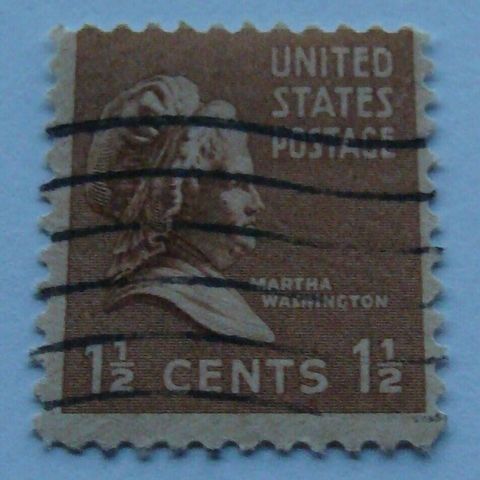 UNITED
STATES
POSTAGE
MARTHA
WASHINGTON
1½ CENTS 1½